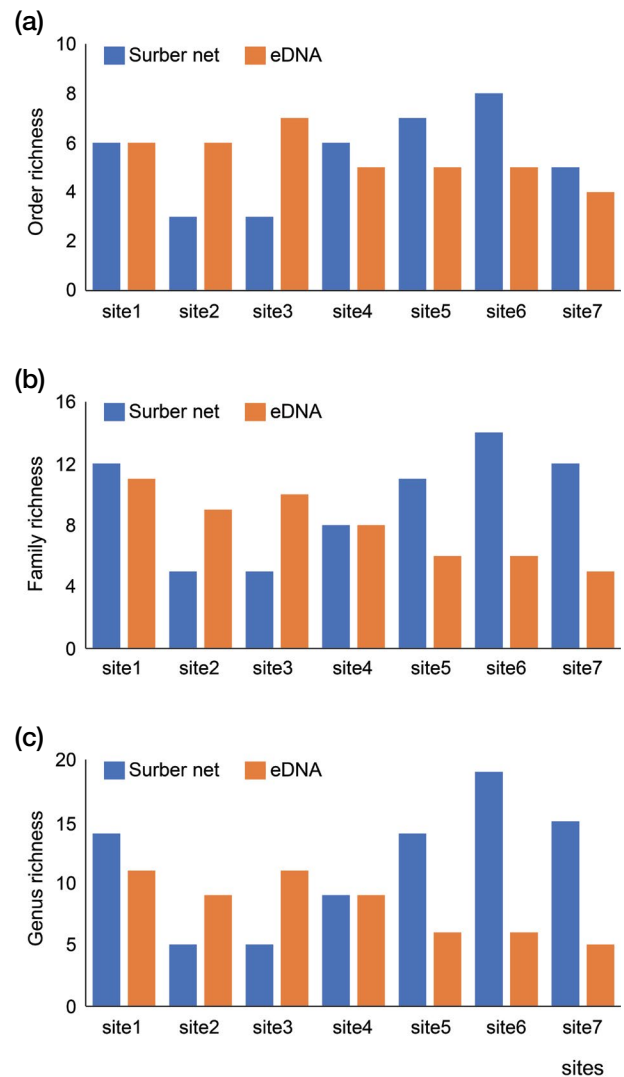 (a)
Surber net eDNA
Order richness
10
8
6
4
2
0
site1 site2 site3 site4 site5 site6 site7
(b)
Surber net eDNA
Family richness
16
12
8
4
0
site1 site2 site3 site4 site5 site6 site7
(c)
Surber net eDNA
Genus richness
20
15
10
5
0
site1 site2 site3 site4 site5 site6 site7
sites